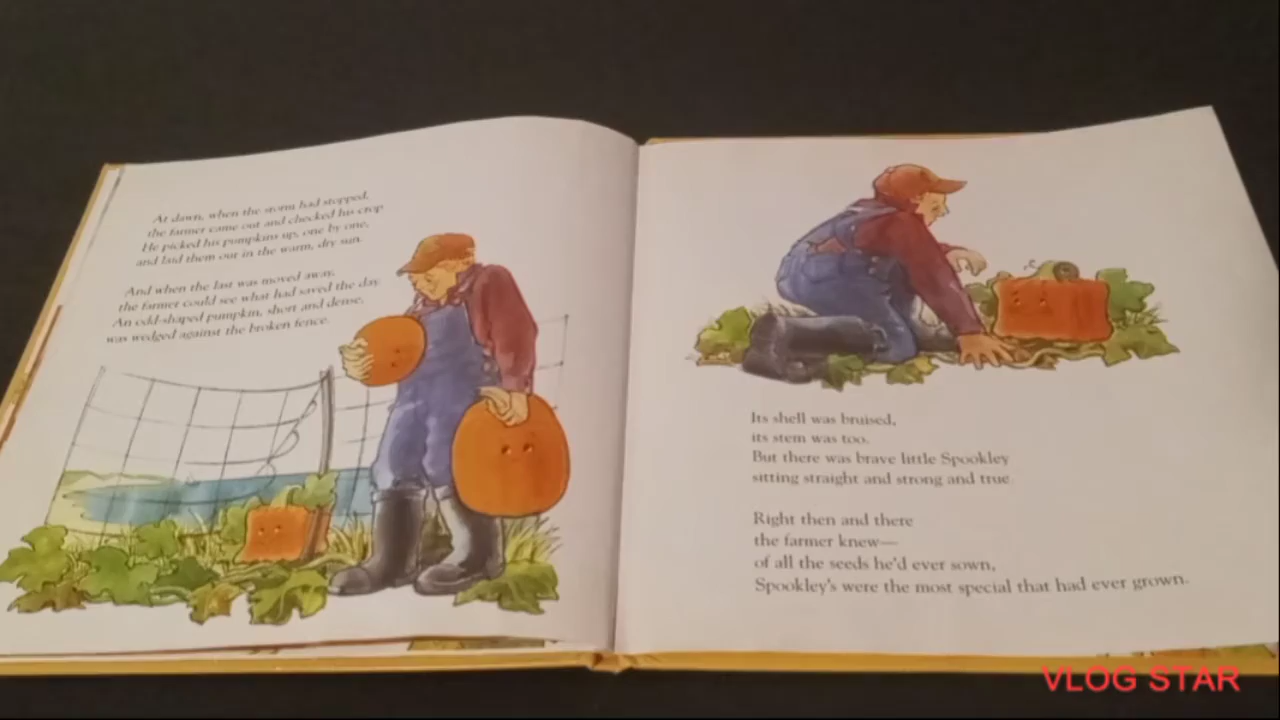 At dawn, when the storm had stopped,
the farmer came out and checked his crop
He picked his pumpkins up, one by one,
and laid them out in the warm, dry sun.
And when the last was moved away,
the farmer could see what had saved the day.
An odd-shaped pumpkin, short and dense,
was wedged against the broken fence.
Its shell was bruised,
its stem was too.
But there was brave little Spookley
sitting straight and strong and true
Right then and there
the farmer knew—
of all the seeds he'd ever sown,
Spookley's were the most special that had ever grown.
VLOG STAR